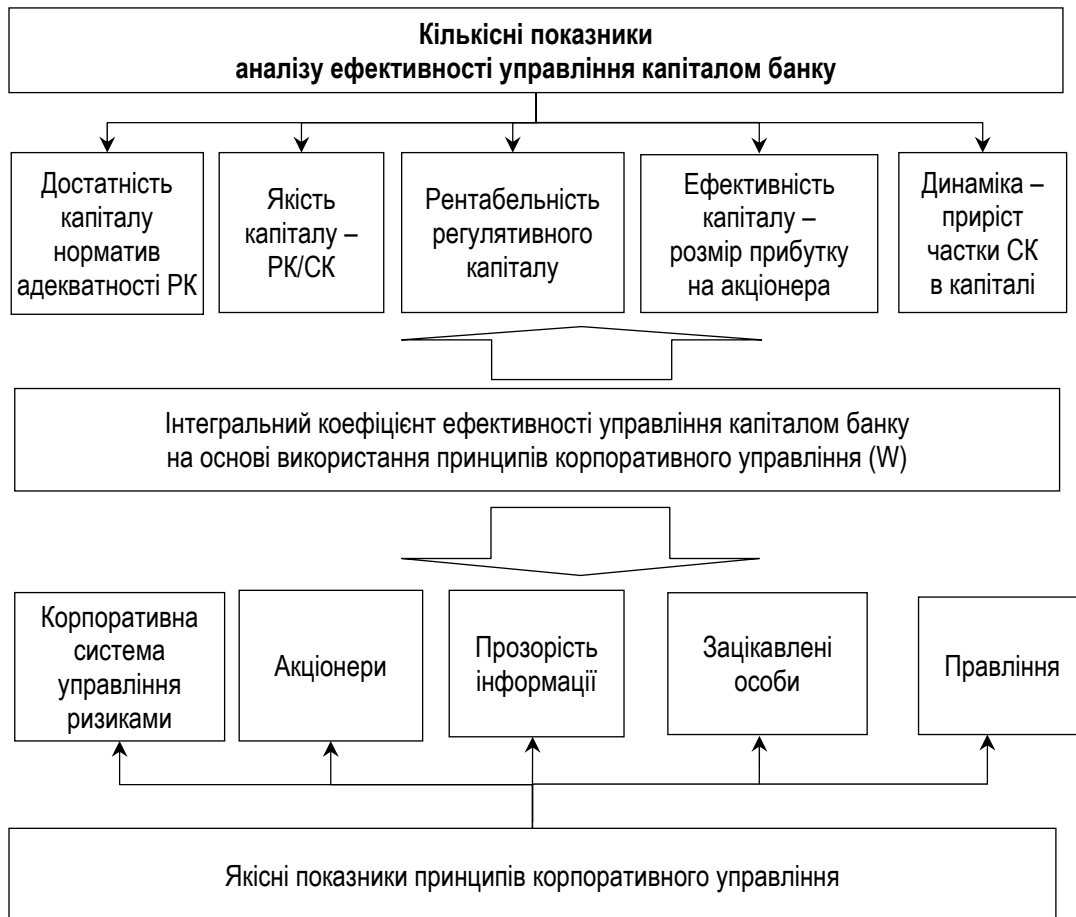 Кількісні показники
аналізу ефективності управління капіталом банку
Достатність
капіталу
норматив
адекватності РК
Якість
капіталу –
РК/СК
Рентабельність
регулятивного
капіталу
Ефективність
капіталу –
розмір прибутку
на акціонера
Динаміка –
приріст
частки СК
в капіталі
Інтегральний коефіцієнт ефективності управління капіталом банку
на основі використання принципів корпоративного управління (W)
Корпоративна
система
управління
ризиками
Акціонери
Прозорість
інформації
Зацікавлені
особи
Правління
Якісні показники принципів корпоративного управління